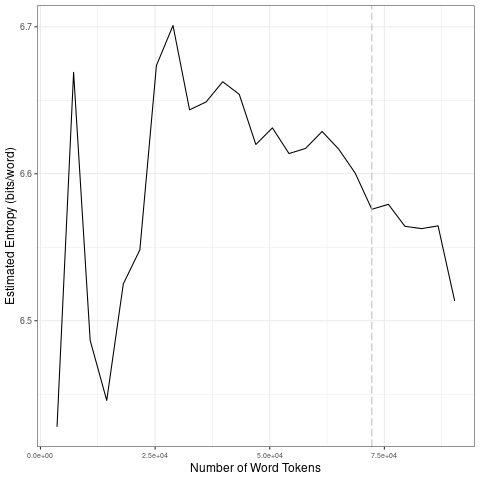 Estimated Entropy (bits/word)
6.7
6.6
6.5
0.0e+00 2.5e+04 5.0e+04 7.5e+04
Number of Word Tokens